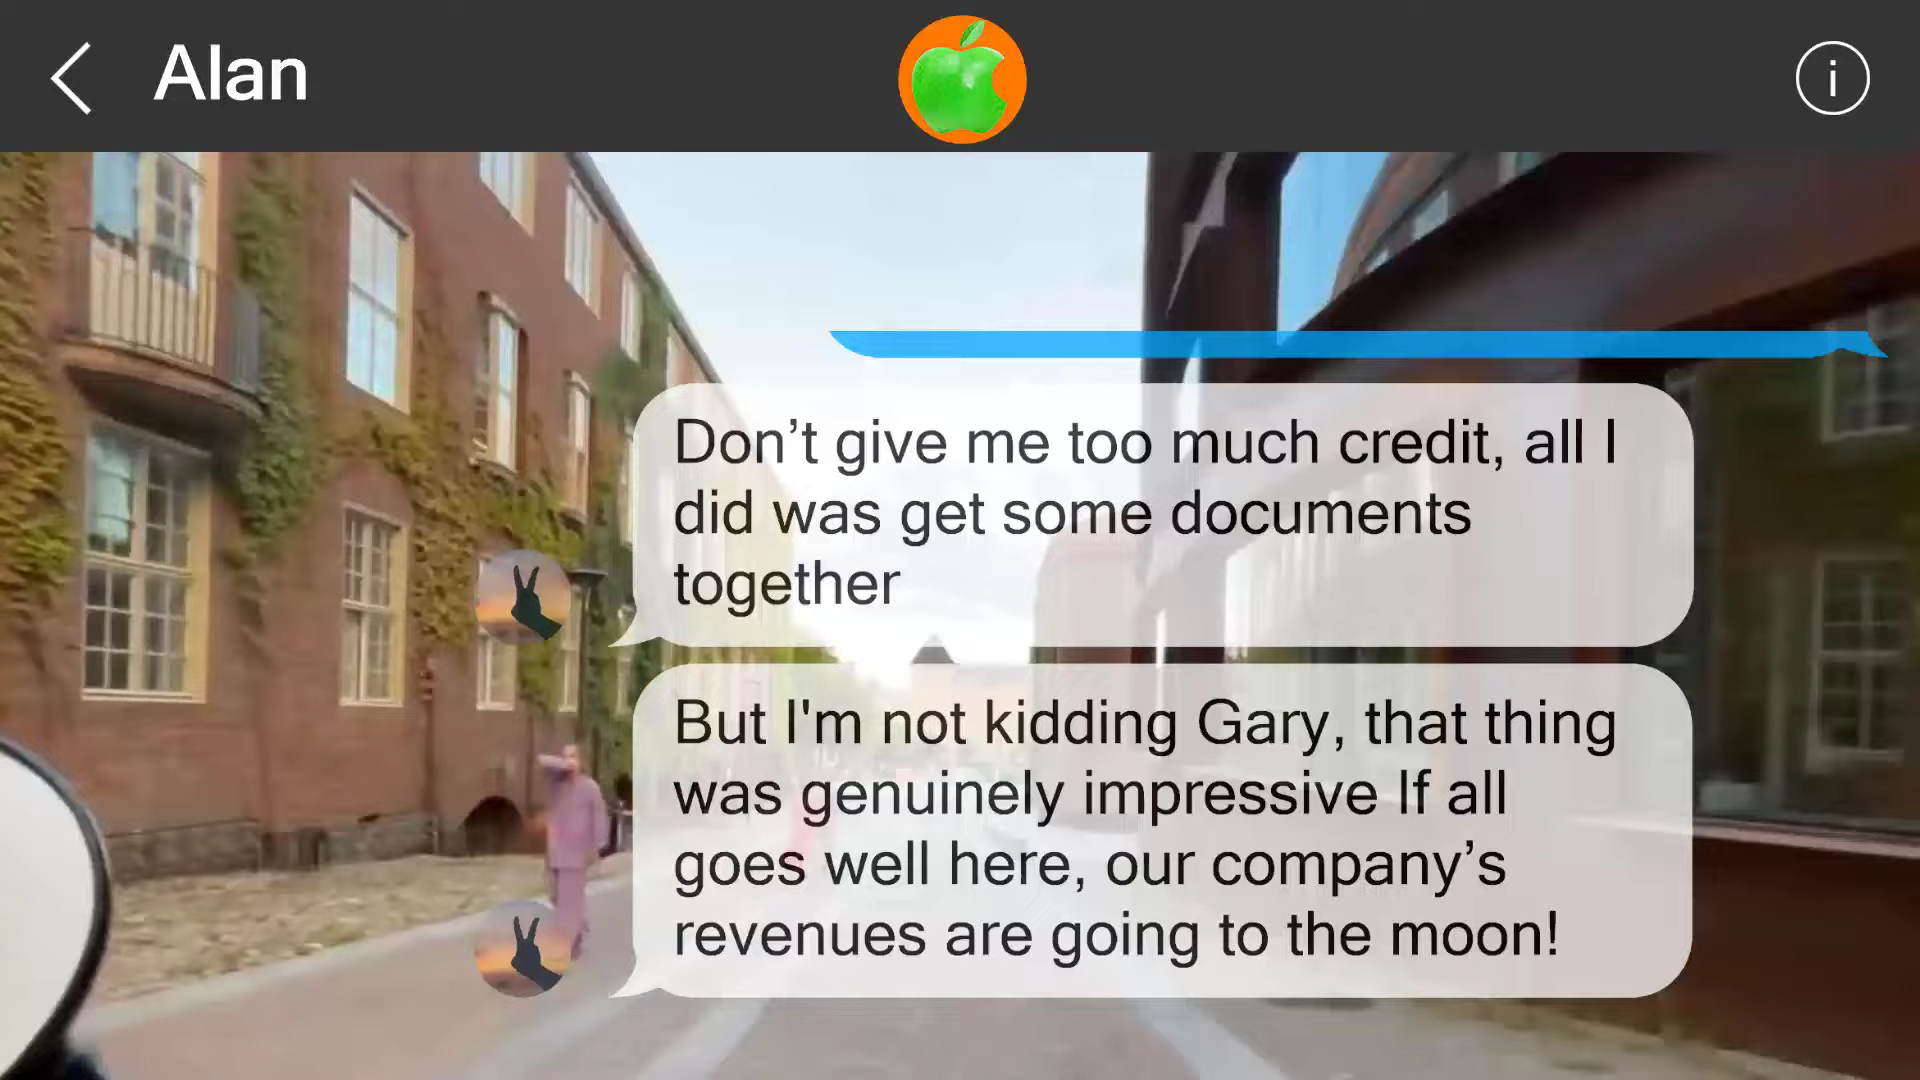 Alan
i
Don’t give me too much credit, all I
did was get some documents
together
But I'm not kidding Gary, that thing
was genuinely impressive If all
goes well here, our company’s
revenues are going to the moon!